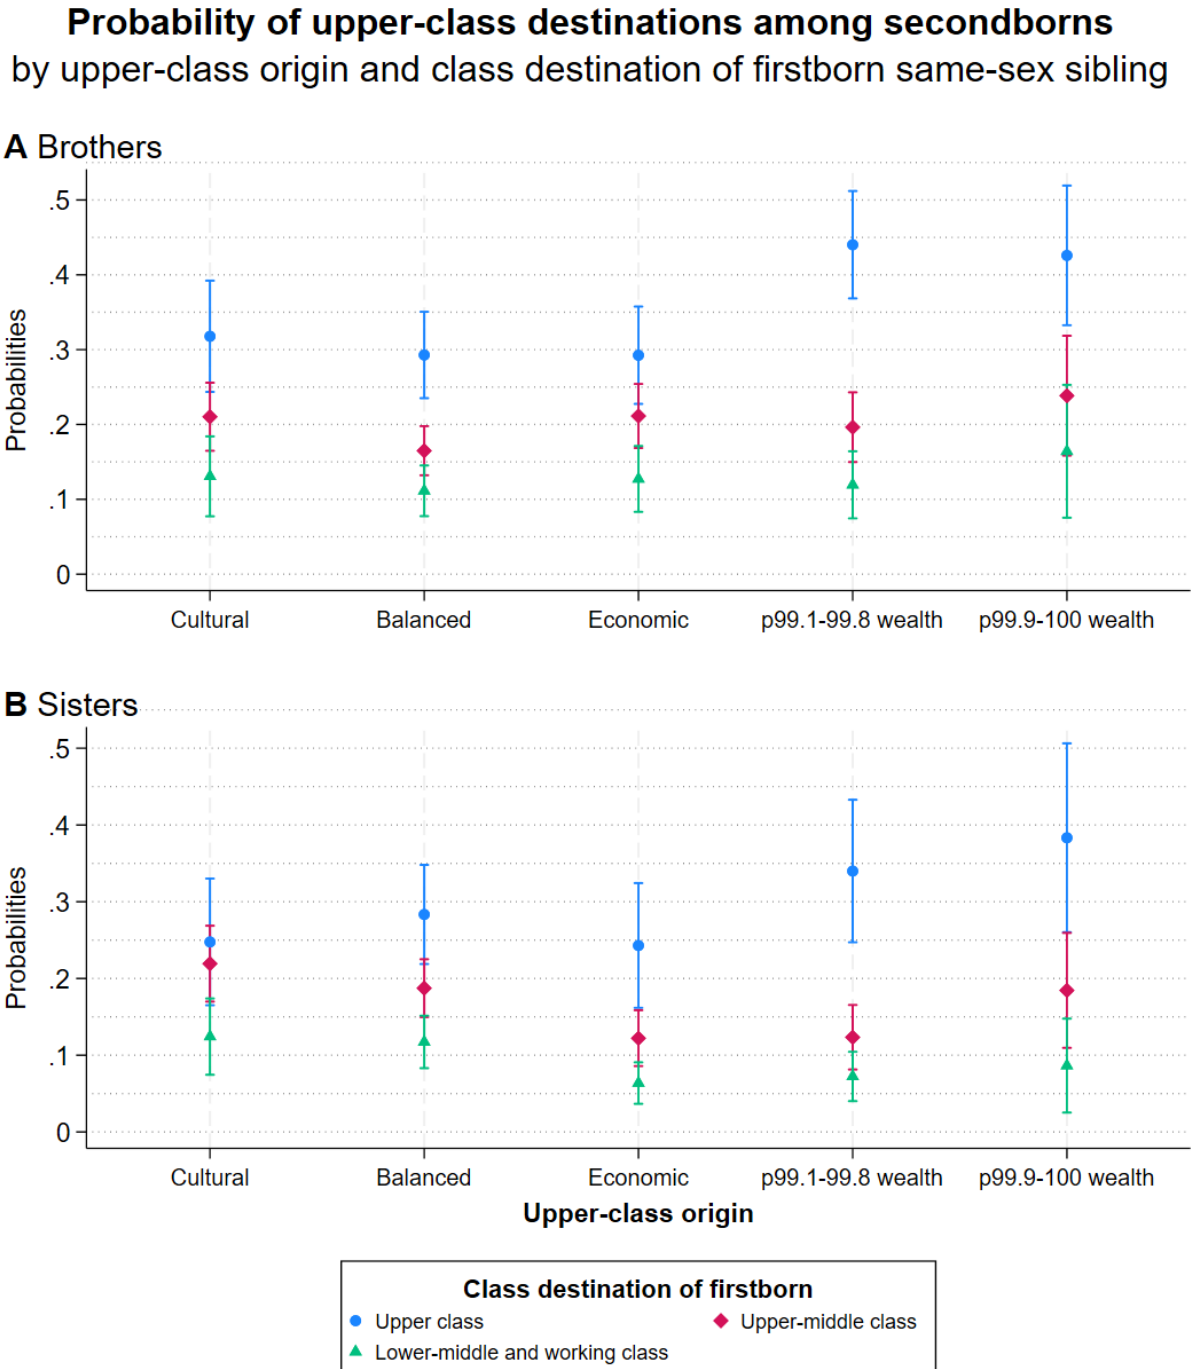 Probability of upper-class destinations among secondborns
by upper-class origin and class destination of firstborn same-sex sibling
A Brothers
Probabilities
.5
.4
.3
.2
.1
0
Cultural Balanced Economic p99.1-99.8 wealth p99.9-100 wealth
B Sisters
Probabilities
.5
.4
.3
.2
.1
0
Cultural Balanced Economic p99.1-99.8 wealth p99.9-100 wealth
Upper-class origin
Class destination of firstborn
Upper class Upper-middle class
Lower-middle and working class